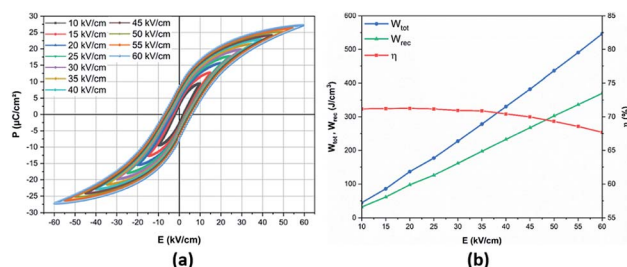 (a)
10 kV/cm
15 kV/cm
20 kV/cm
25 kV/cm
30 kV/cm
35 kV/cm
40 kV/cm
45 kV/cm
50 kV/cm
55 kV/cm
60 kV/cm
P (µC/cm²)
30
25
20
15
10
5
0
-5
-10
-15
-20
-25
-30
-60 -50 -40 -30 -20 -10 0 10 20 30 40 50 60
E (kV/cm)
(a)
(b)
W_tot
W_rec
η
W_tot, W_rec (J/cm³)
600
500
400
300
200
100
0
85
80
75
70
65
60
55
η (%)
10 15 20 25 30 35 40 45 50 55 60
E (kV/cm)
(b)